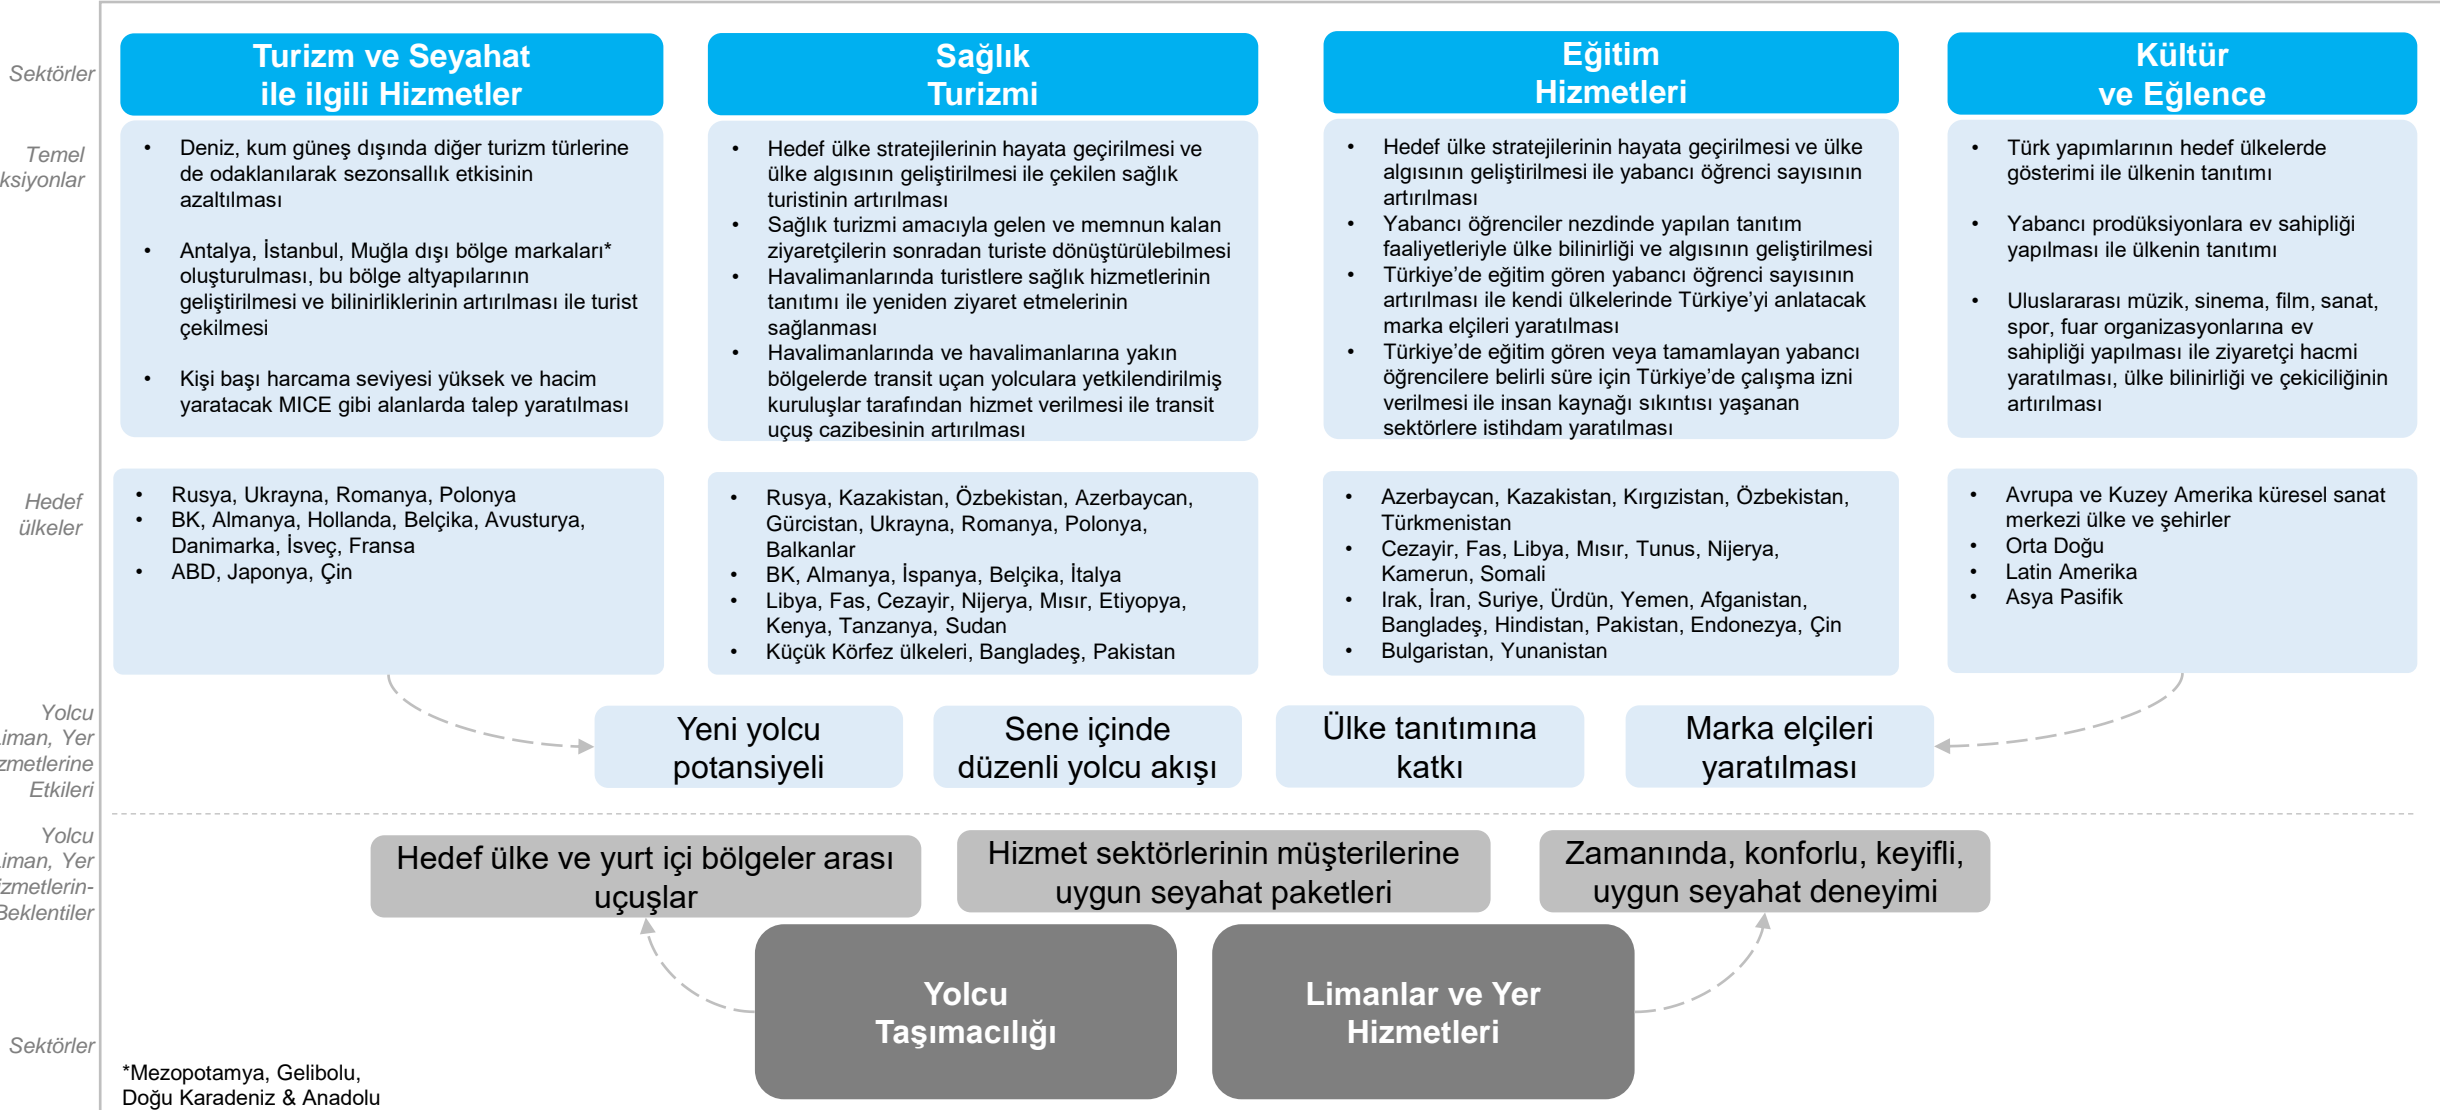 Sektörler
Turizm ve Seyahat
ile ilgili Hizmetler
Sağlık
Turizmi
Eğitim
Hizmetleri
Kültür
ve Eğlence
Temel
ksiyonlar
• Deniz, kum güneş dışında diğer turizm türlerine
de odaklanılarak sezonsallık etkisinin
azaltılması
• Antalya, İstanbul, Muğla dışı bölge markaları*
oluşturulması, bu bölge altyapılarının
geliştirilmesi ve bilinirliklerinin artırılması ile turist
çekilmesi
• Kişi başı harcama seviyesi yüksek ve hacim
yaratacak MICE gibi alanlarda talep yaratılması
• Hedef ülke stratejilerinin hayata geçirilmesi ve
ülke algısının geliştirilmesi ile çekilen sağlık
turistinin artırılması
• Sağlık turizmi amacıyla gelen ve memnun kalan
ziyaretçilerin sonradan turiste dönüştürülebilmesi
• Havalimanlarında turistlere sağlık hizmetlerinin
tanıtımı ile yeniden ziyaret etmelerinin
sağlanması
• Havalimanlarında ve havalimanlarına yakın
bölgelerde transit uçan yolculara yetkilendirilmiş
kuruluşlar tarafından hizmet verilmesi ile transit
uçuş cazibesinin artırılması
• Hedef ülke stratejilerinin hayata geçirilmesi ve ülke
algısının geliştirilmesi ile yabancı öğrenci sayısının
artırılması
• Yabancı öğrenciler nezdinde yapılan tanıtım
faaliyetleriyle ülke bilinirliği ve algısının geliştirilmesi
• Türkiye’de eğitim gören yabancı öğrenci sayısının
artırılması ile kendi ülkelerinde Türkiye’yi anlatacak
marka elçileri yaratılması
• Türkiye’de eğitim gören veya tamamlayan yabancı
öğrencilere belirli süre için Türkiye’de çalışma izni
verilmesi ile insan kaynağı sıkıntısı yaşanan
sektörlere istihdam yaratılması
• Türk yapımlarının hedef ülkelerde
gösterimi ile ülkenin tanıtımı
• Yabancı prodüksiyonlara ev sahipliği
yapılması ile ülkenin tanıtımı
• Uluslararası müzik, sinema, film, sanat,
spor, fuar organizasyonlarına ev
sahipliği yapılması ile ziyaretçi hacmi
yaratılması, ülke bilinirliği ve çekiciliğinin
artırılması
Hedef
ülkeler
• Rusya, Ukrayna, Romanya, Polonya
• BK, Almanya, Hollanda, Belçika, Avusturya,
Danimarka, İsveç, Fransa
• ABD, Japonya, Çin
• Rusya, Kazakistan, Özbekistan, Azerbaycan,
Gürcistan, Ukrayna, Romanya, Polonya,
Balkanlar
• BK, Almanya, İspanya, Belçika, İtalya
• Libya, Fas, Cezayir, Nijerya, Mısır, Etiyopya,
Kenya, Tanzanya, Sudan
• Küçük Körfez ülkeleri, Bangladeş, Pakistan
• Azerbaycan, Kazakistan, Kırgızistan, Özbekistan,
Türkmenistan
• Cezayir, Fas, Libya, Mısır, Tunus, Nijerya,
Kamerun, Somali
• Irak, İran, Suriye, Ürdün, Yemen, Afganistan,
Bangladeş, Hindistan, Pakistan, Endonezya, Çin
• Bulgaristan, Yunanistan
• Avrupa ve Kuzey Amerika küresel sanat
merkezi ülke ve şehirler
• Orta Doğu
• Latin Amerika
• Asya Pasifik
Yolcu
iman, Yer
zmetlerine
Etkileri
Yeni yolcu
potansiyeli
Sene içinde
düzenli yolcu akışı
Ülke tanıtımına
katkı
Marka elçileri
yaratılması
Yolcu
iman, Yer
izmetlerin-
Beklentiler
Hedef ülke ve yurt içi bölgeler arası
uçuşlar
Hizmet sektörlerinin müşterilerine
uygun seyahat paketleri
Zamanında, konforlu, keyifli,
uygun seyahat deneyimi
Sektörler
Yolcu
Taşımacılığı
Limanlar ve Yer
Hizmetleri
*Mezopotamya, Gelibolu,
Doğu Karadeniz & Anadolu